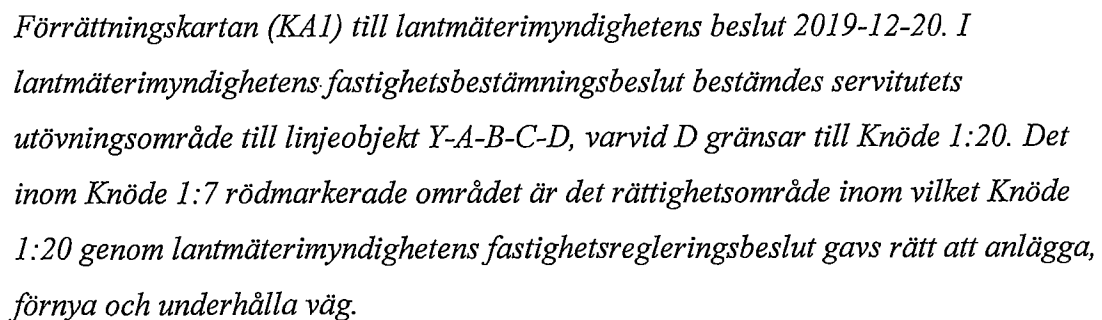 Förrättningskartan (KA1) till lantmäterimyndighetens beslut 2019-12-20. I
lantmäterimyndighetens fastighetsbestämningsbeslut bestämdes servitutets
utövningsområde till linjeobjekt Y-A-B-C-D, varvid D gränsar till Knöde 1:20. Det
inom Knöde 1:7 rödmarkerade området är det rättighetsområde inom vilket Knöde
1:20 genom lantmäterimyndighetens fastighetsregleringsbeslut gavs rätt att anlägga,
förnya och underhålla väg.